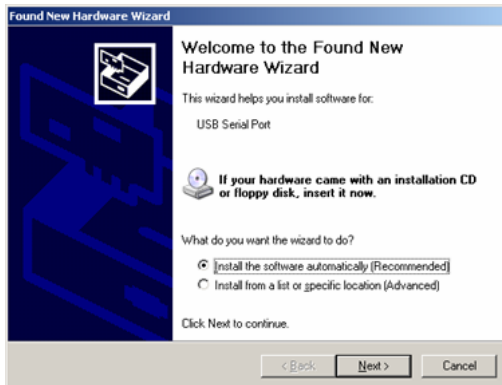 Found New Hardware Wizard
Welcome to the Found New
Hardware Wizard
This wizard helps you install software for:
USB Serial Port
If your hardware came with an installation CD
or floppy disk, insert it now.
What do you want the wizard to do?
Install the software automatically (Recommended)
Install from a list or specific location (Advanced)
Click Next to continue.
< Back
Next >
Cancel